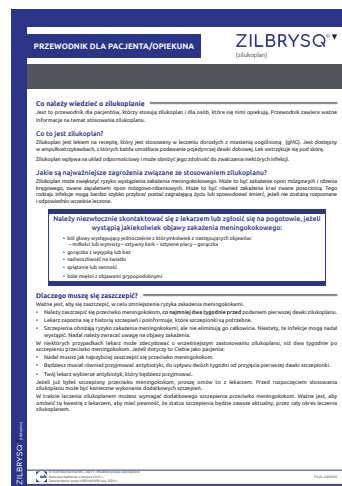 PRZEWODNIK DLA PACJENTA/OPIEKUNA
ZILBRYSQ®▼
(zilukoplan)
Co należy wiedzieć o zilukoplanie
Jest to przewodnik dla pacjentów, którzy stosują zilukoplan i dla osób, które się nimi opiekują. Przewodnik zawiera ważne
informacje na temat stosowania zilukoplanu.
Co to jest zilukoplan?
Zilukoplan jest lekiem na receptę, który jest stosowany w leczeniu dorosłych z miastenią uogólnioną (gMG). Jest dostępny
w ampułkostrzykawkach, z których każda umożliwia podawanie pojedynczej dawki dobowej. Lek wstrzykuje się pod skórę.
Zilukoplan wpływa na układ odpornościowy i może obniżyć jego zdolność do zwalczania niektórych infekcji.
Jakie są najważniejsze zagrożenia związane ze stosowaniem zilukoplanu?
Zilukoplan może zwiększyć ryzyko wystąpienia zakażenia meningokokowego. Może to być zakażenie opon mózgowych i rdzenia
kręgowego, zwane zapaleniem opon mózgowo-rdzeniowych. Może to być również zakażenie krwi zwane posocznicą. Tego
rodzaju infekcje mogą bardzo szybko przybrać postać zagrażającą życiu lub spowodować śmierć, jeżeli nie zostaną rozpoznane
i odpowiednio wcześnie leczone.
Należy niezwłocznie skontaktować się z lekarzem lub zgłosić się na pogotowie, jeżeli
wystąpią jakiekolwiek objawy zakażenia meningokokowego:
• ból głowy występujący jednocześnie z którymkolwiek z następujących objawów:
– mdłości lub wymioty – sztywny kark – sztywne plecy – gorączka
• gorączka z wysypką lub bez
• nadwrażliwość na światło
• splątanie lub senność
• bóle mięśni z objawami grypopodobnymi
Dlaczego muszę się zaszczepić?
Ważne jest, aby się zaszczepić, w celu zmniejszenia ryzyka zakażenia meningokokami.
• Należy zaszczepić się przeciwko meningokokom, co najmniej dwa tygodnie przed podaniem pierwszej dawki zilukoplanu.
• Lekarz zapozna się z historią szczepień i poinformuje, które szczepionki są potrzebne.
• Szczepienia obniżają ryzyko zakażenia meningokokami, ale nie eliminują go całkowicie. Niestety, te infekcje mogą nadal
wystąpić. Należy nadal zwracać uwagę na objawy zakażenia.
W niektórych przypadkach lekarz może zdecydować o wcześniejszym zastosowaniu zilukoplanu, niż dwa tygodnie po
szczepieniu przeciwko meningokokom. Jeżeli dotyczy to Ciebie jako pacjenta:
• Nadal musisz jak najszybciej zaszczepić się przeciwko meningokokom.
• Będziesz musiał również przyjmować antybiotyki, do upływu dwóch tygodni od przyjęcia pierwszej dawki szczepionki.
• Twój lekarz wybierze antybiotyk, który będziesz przyjmować.
Jeżeli już byłeś szczepiony przeciwko meningokokom, proszę omów to z lekarzem. Przed rozpoczęciem stosowania
zilukoplanu może być konieczne wykonanie dodatkowych szczepień.
W trakcie leczenia zilukoplanem możesz wymagać dodatkowego szczepienia przeciwko meningokokom. Ważne jest, aby
omówić tę kwestię z lekarzem, aby mieć pewność, że status szczepienia będzie zawsze aktualny, przez cały okres leczenia
zilukoplanem.
ZILBRYSQ® (zilukoplan)